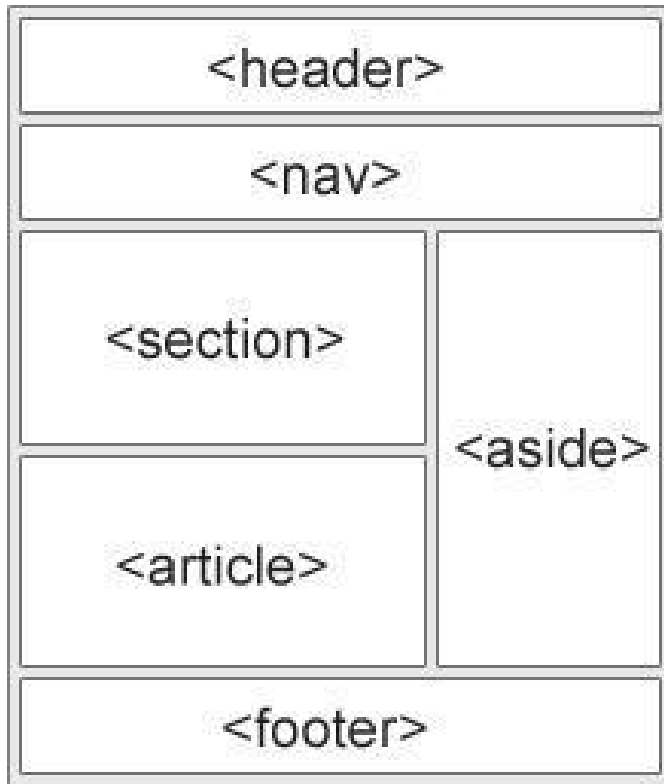 <header>
<nav>
<section>
<aside>
<article>
<footer>